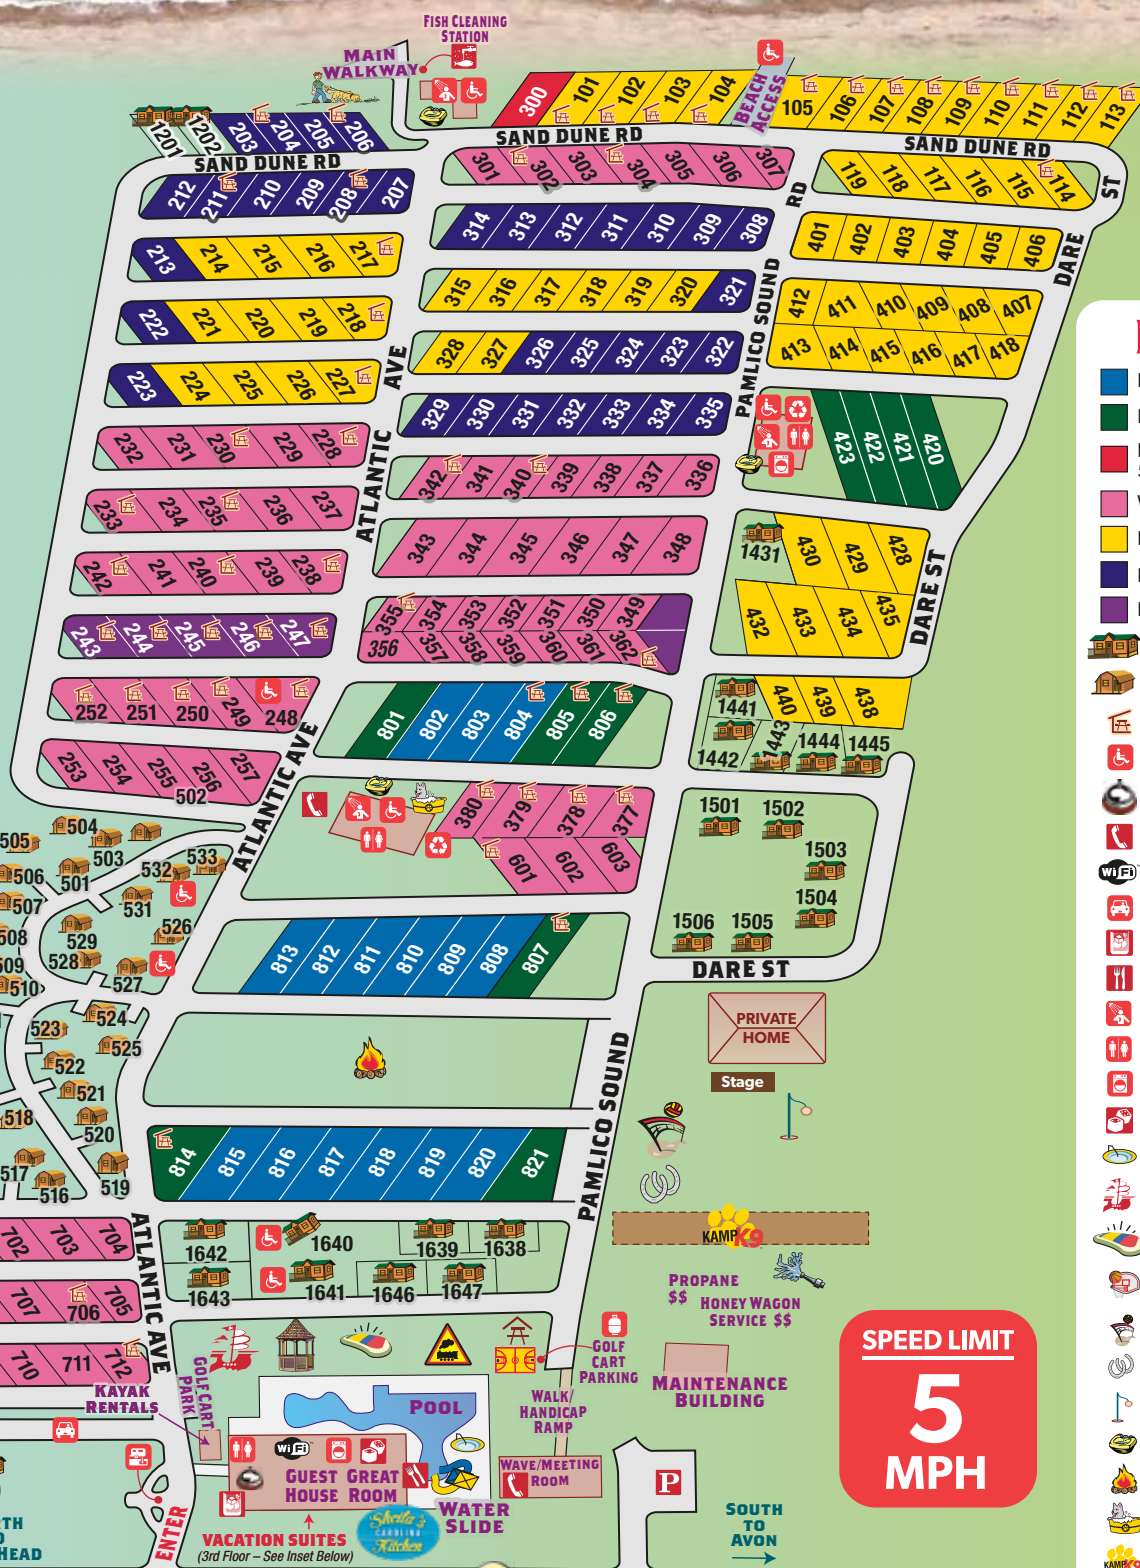 FISH CLEANING
STATION
MAIN
WALKWAY
BEACH
ACCESS
300 101 102 103 104
105 106 107 108 109 110 111 112 113
1201 1202 203 204 205 206
SAND DUNE RD
SAND DUNE RD
SAND DUNE RD
212 211 210 209 208 207
301 302 303 304 305 306 307
119 118 117 116 115 114
ST
RD
DARE
314 313 312 311 310 309 308
401 402 403 404 405 406
213 214 215 216 217
315 316 317 318 319 320 321
412 411 410 409 408 407
413 414 415 416 417 418
PAMLICO SOUND
222 221 220 219 218
328 327 326 325 324 323 322
AVE
223 224 225 226 227
329 330 331 332 333 334 335
423 422 421 420
232 231 230 229 228
342 341 340 339 338 337 336
ATLANTIC
233 234 235 236 237
343 344 345 346 347 348
1431 430 429 428
432 433 434 435
DARE ST
242 241 240 239 238
243 244 245 246 247
355 354 353 352 351 350 349
356 357 358 359 360 361 362
252 251 250 249 248
801 802 803 804 805 806
1441 440 439 438
1442 1443 1444 1445
253 254 255 256 257
502
ATLANTIC AVE
380 379 378 377
601 602 603
1501 1502
1503
1504
1506 1505
DARE ST
505 504
503
506 501
532 533
507 531
508 529 526
509 528
510 527
523 524
525
522
521
518 520
517 516 519
813 812 811 810 809 808 807
PRIVATE
HOME
Stage
PAMLICO SOUND
814 815 816 817 818 819 820 821
KAMP K9
702 703 704
ATLANTIC AVE
1642 1640 1639 1638
1643 1641 1646 1647
707 706 705
710 711 712
PROPANE
$$
HONEY WAGON
SERVICE $$
GOLF
CART
PARKING
MAINTENANCE
BUILDING
SPEED LIMIT
5
MPH
GOLF CART
PARK
KAYAK
RENTALS
POOL
WALK/
HANDICAP
RAMP
WiFi
GUEST
HOUSE
GREAT
ROOM
WAVE/MEETING
ROOM
P
WATER
SLIDE
Sheila's
CAROLINA
Kitchen
ENTER
VACATION SUITES
(3rd Floor – See Inset Below)
SOUTH
TO
AVON
RTH
O
HEAD
WiFi
KAMP K9